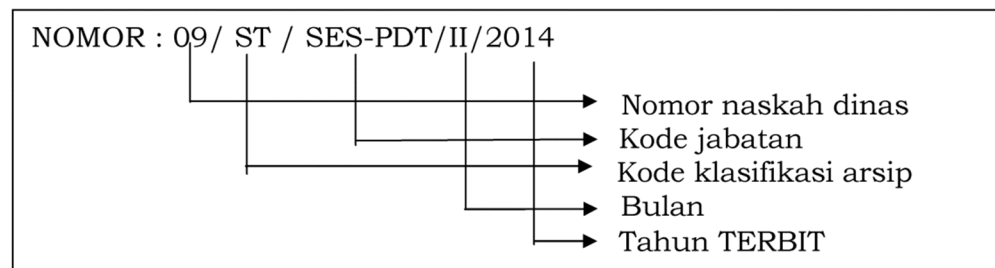 NOMOR : 09/ ST / SES-PDT/II/2014
Nomor naskah dinas
Kode jabatan
Kode klasifikasi arsip
Bulan
Tahun TERBIT